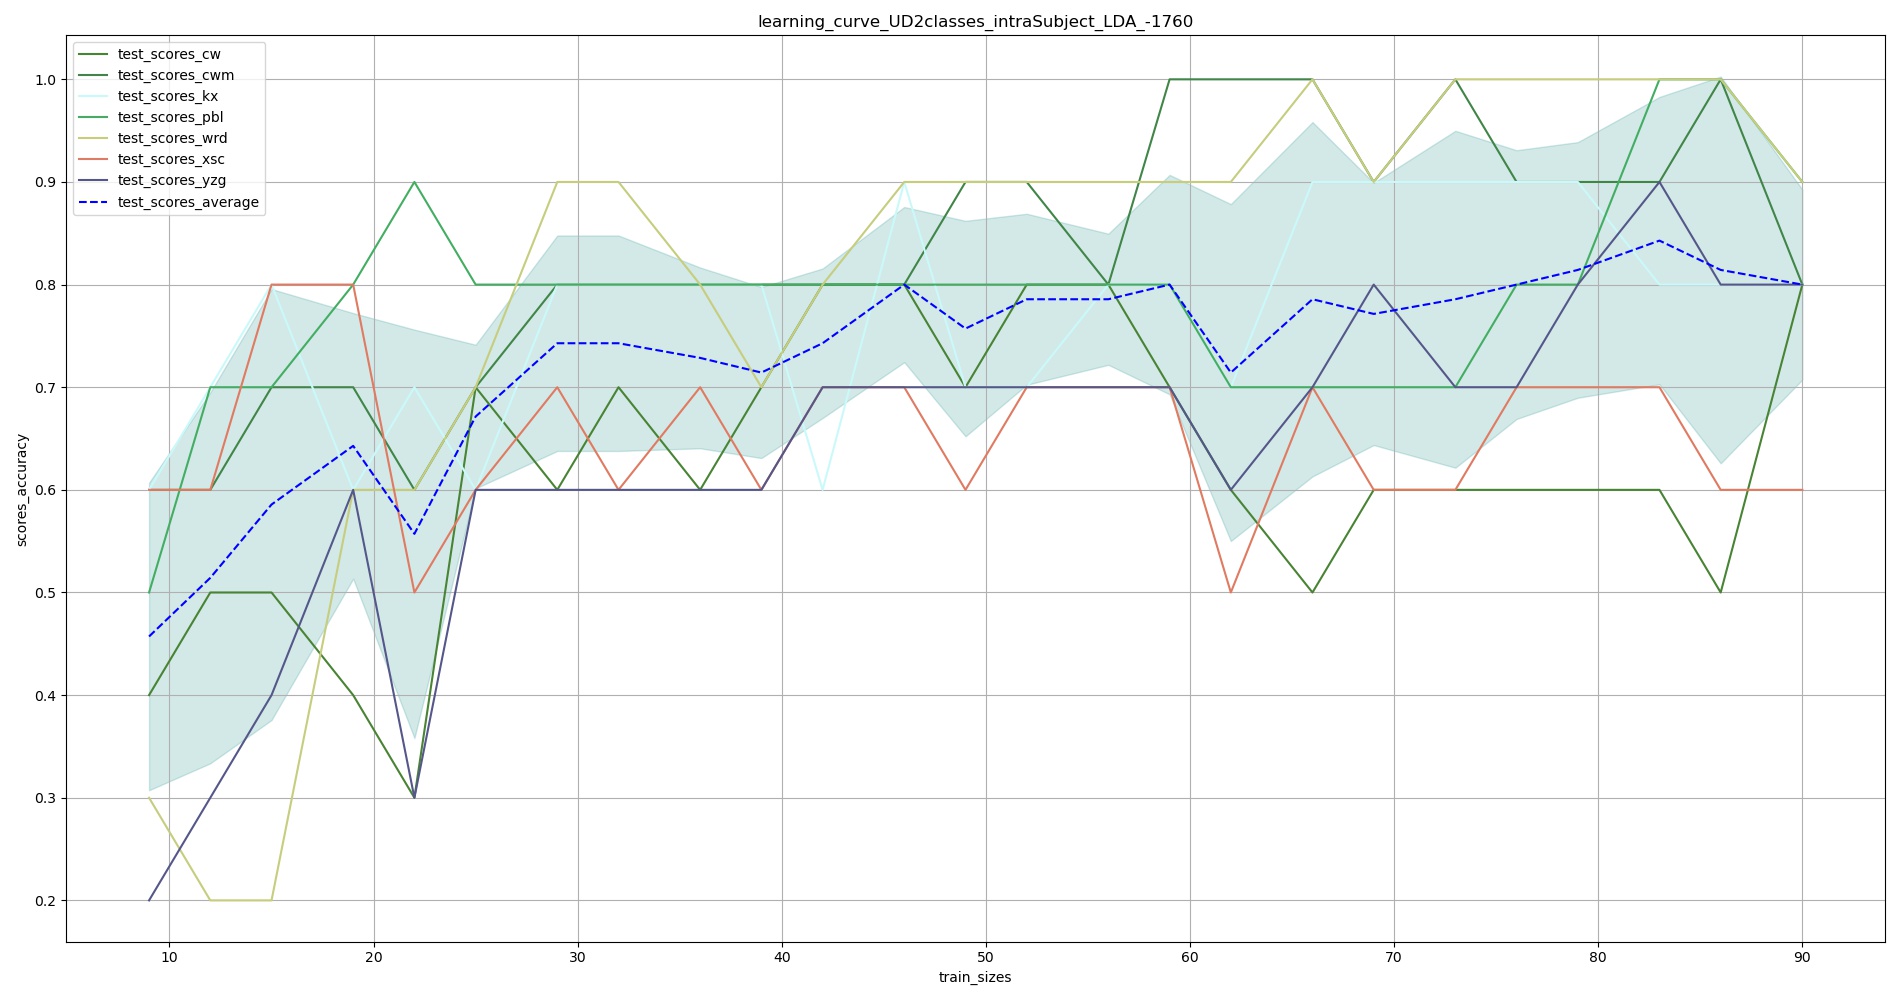 learning_curve_UD2classes_intraSubject_LDA_-1760
test_scores_cw
test_scores_cwm
test_scores_kx
test_scores_pbl
test_scores_wrd
test_scores_xsc
test_scores_yzg
test_scores_average
scores_accuracy
1.0
0.9
0.8
0.7
0.6
0.5
0.4
0.3
0.2
10 20 30 40 50 60 70 80 90
train_sizes